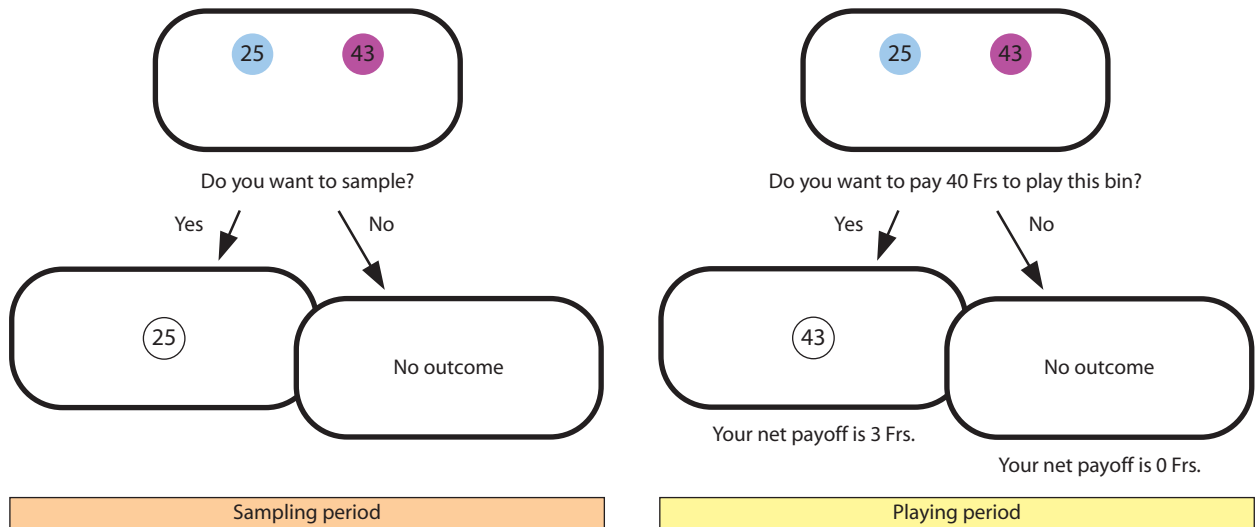 25 43
Do you want to sample?
Yes No
25
No outcome
Sampling period
25 43
Do you want to pay 40 Frs to play this bin?
Yes No
43
No outcome
Your net payoff is 3 Frs.
Your net payoff is 0 Frs.
Playing period